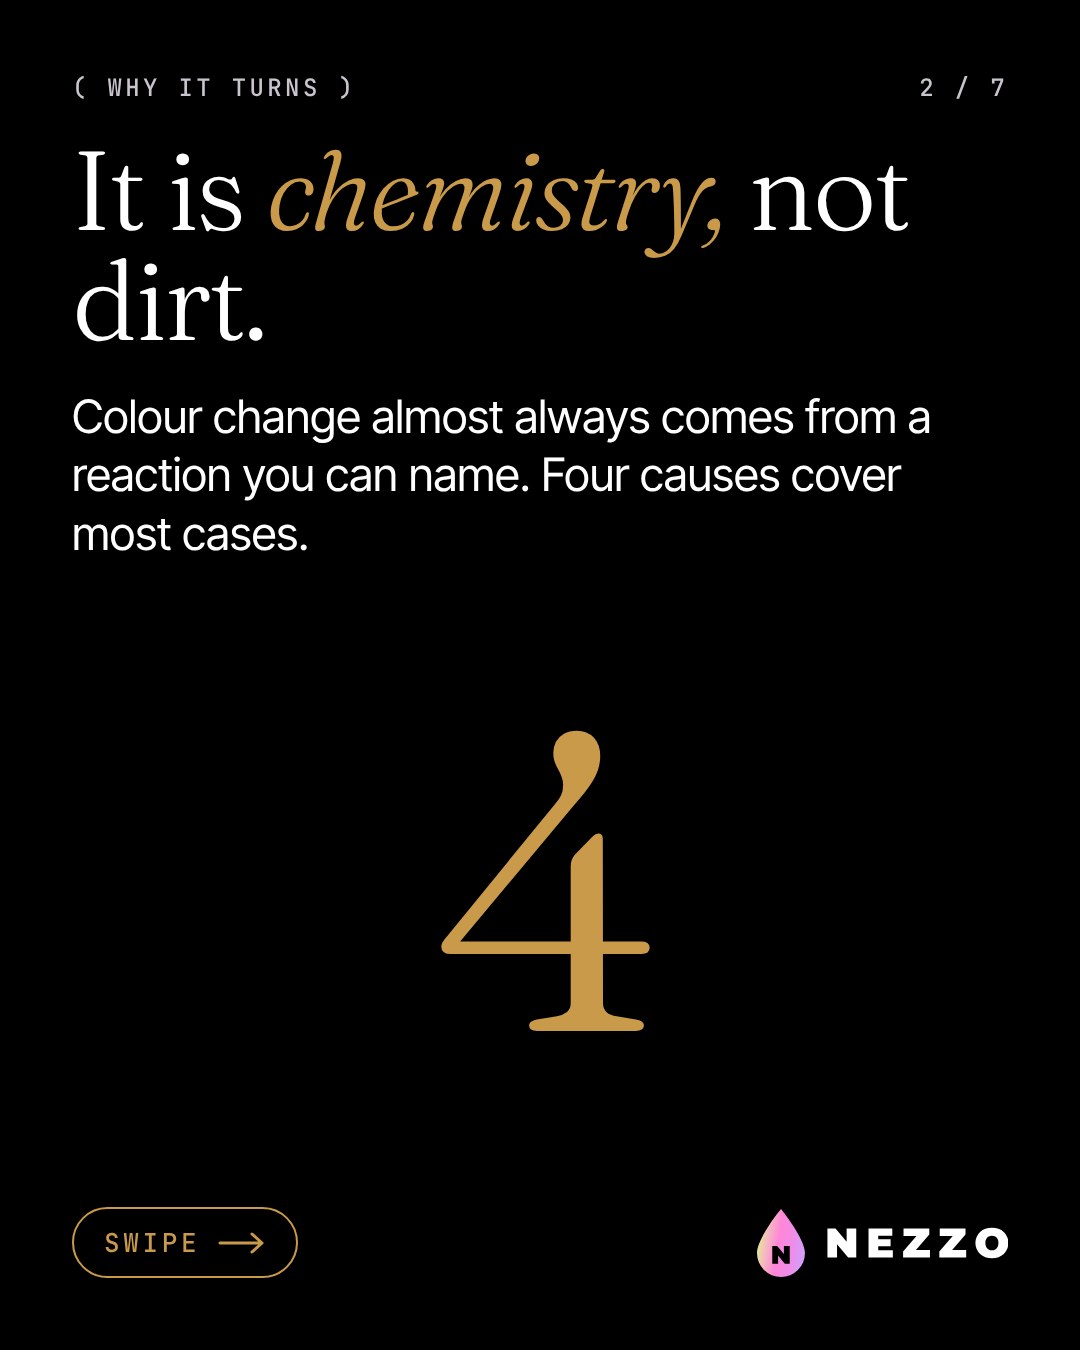 ( WHY IT TURNS )
2 / 7
It is chemistry, not
dirt.
Colour change almost always comes from a
reaction you can name. Four causes cover
most cases.
4
SWIPE →
N NEZZO